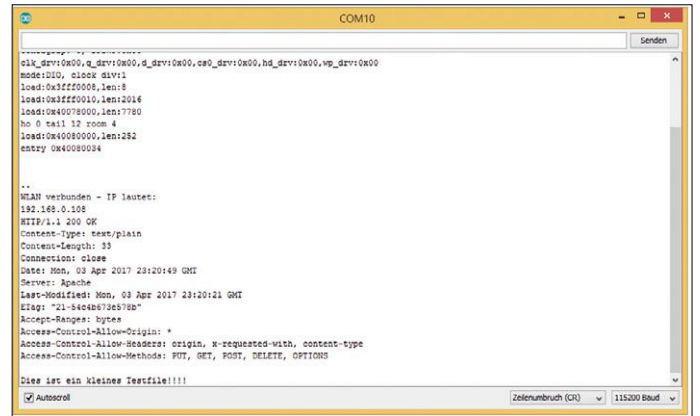 COM10
Senden
clk_drv:0x00,q_drv:0x00,d_drv:0x00,cs0_drv:0x00,hd_drv:0x00,wp_drv:0x00
mode:DIO, clock div:1
load:0x3fff0008,len:8
load:0x3fff0010,len:2016
load:0x40078000,len:7780
ho 0 tail 12 room 4
load:0x40080000,len:252
entry 0x40080034
..
WLAN verbunden - IP lautet:
192.168.0.108
HTTP/1.1 200 OK
Content-Type: text/plain
Content-Length: 33
Connection: close
Date: Mon, 03 Apr 2017 23:20:49 GMT
Server: Apache
Last-Modified: Mon, 03 Apr 2017 23:20:21 GMT
ETag: "21-54c4b673e578b"
Accept-Ranges: bytes
Access-Control-Allow-Origin: *
Access-Control-Allow-Headers: origin, x-requested-with, content-type
Access-Control-Allow-Methods: PUT, GET, POST, DELETE, OPTIONS
Dies ist ein kleines Testfile!!!!
Autoscroll
Zeilenumbruch (CR)
115200 Baud